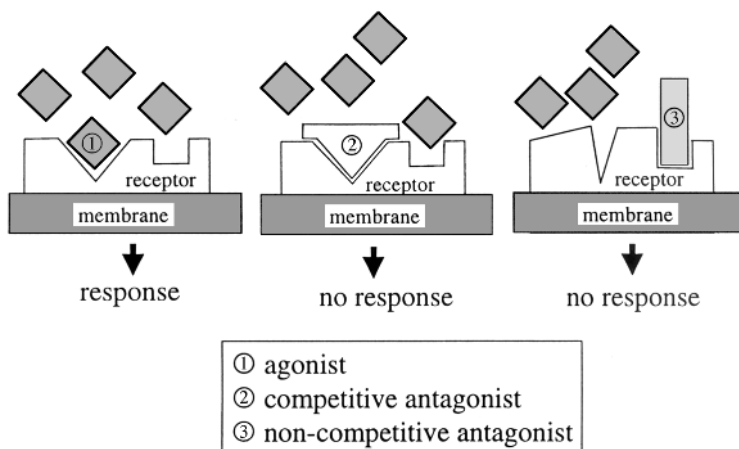 ①
②
③
receptor
receptor
receptor
membrane
membrane
membrane
response
no response
no response
① agonist
② competitive antagonist
③ non-competitive antagonist